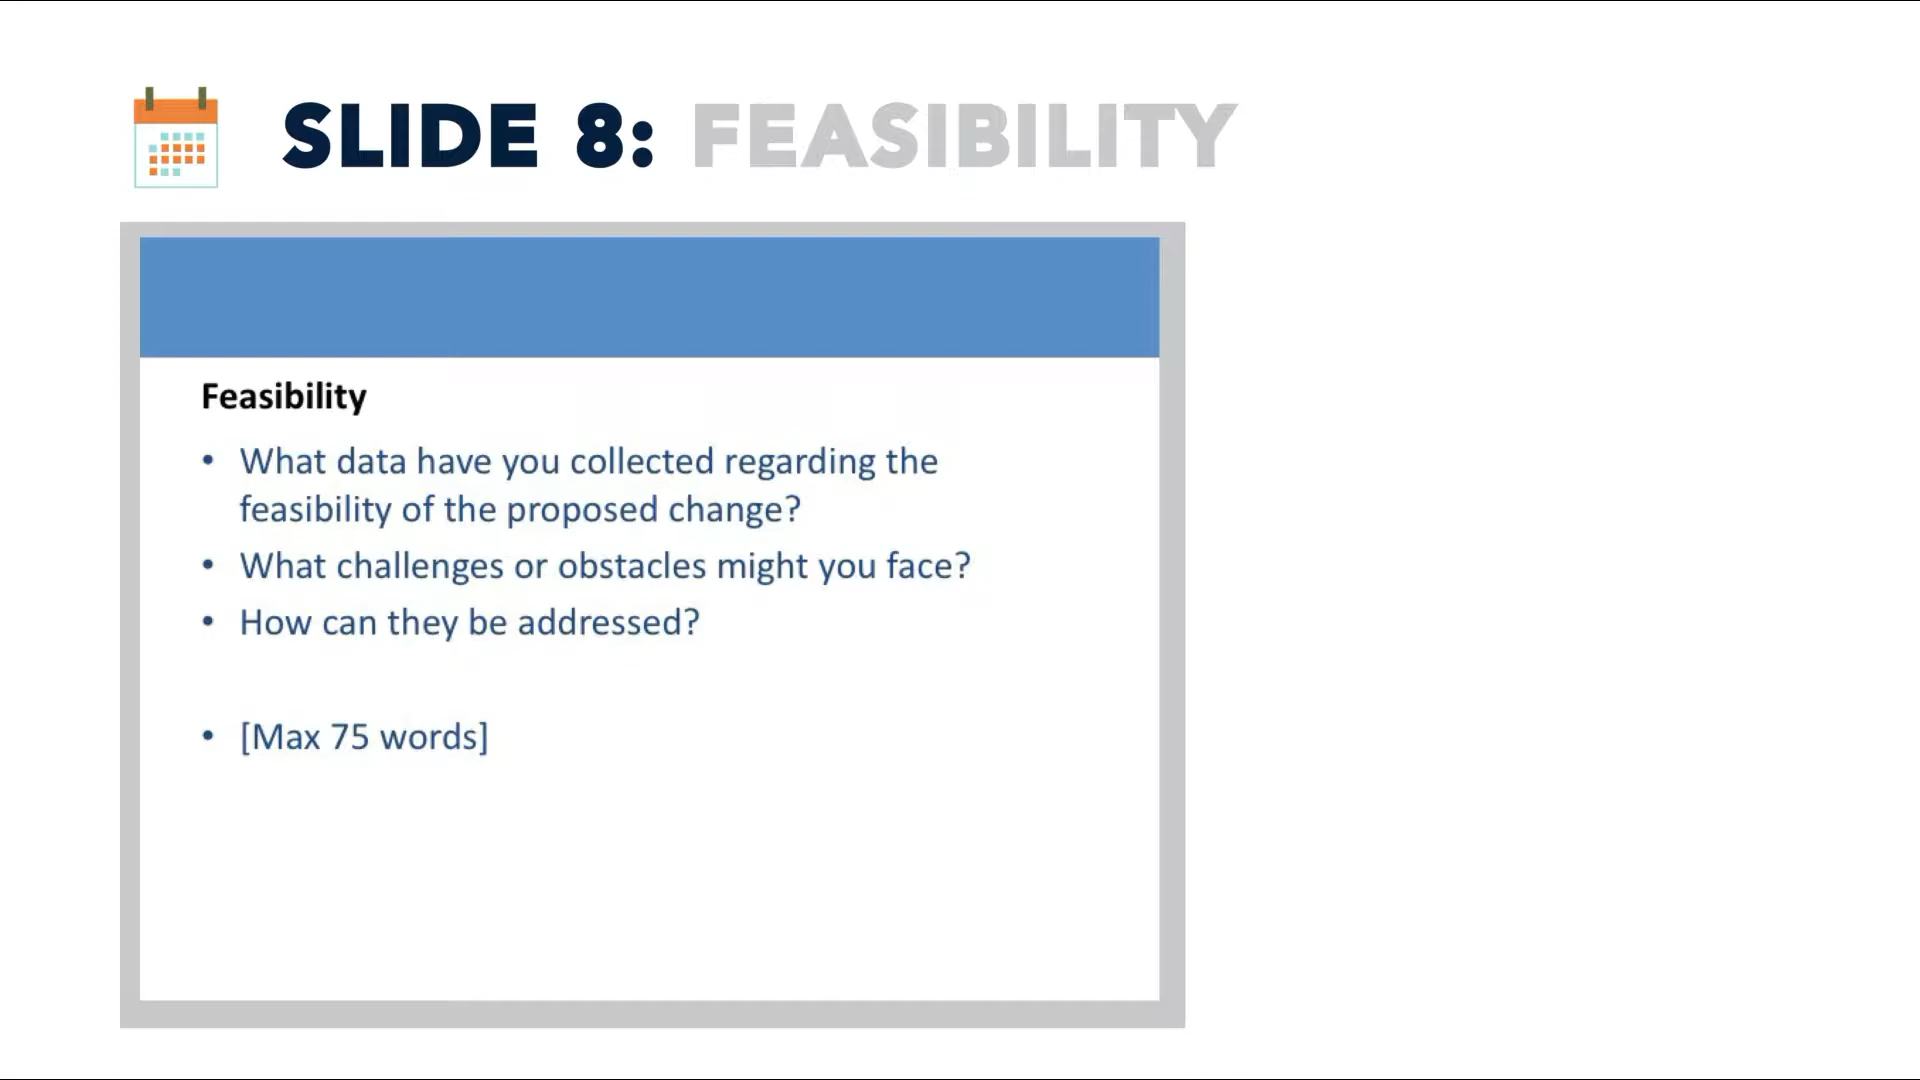 SLIDE 8: FEASIBILITY
Feasibility
• What data have you collected regarding the
feasibility of the proposed change?
• What challenges or obstacles might you face?
• How can they be addressed?
• [Max 75 words]